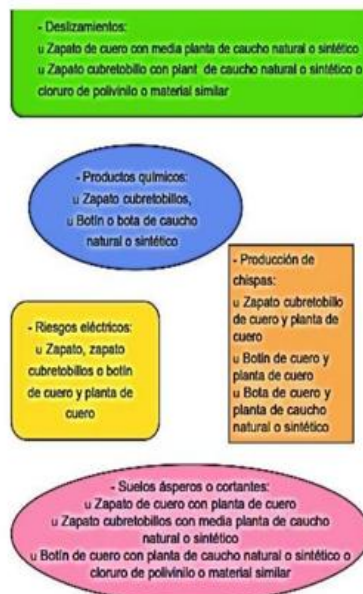 - Deslizamientos:
u Zapato de cuero con media planta de caucho natural o sintético
u Zapato cubretobillo con plant de caucho natural o sintético o
cloruro de polivinilo o material similar
- Productos químicos:
u Zapato cubretobillos,
u Botín o bota de caucho
natural o sintético
- Producción de
chispas:
u Zapato cubretobillo
de cuero y planta de
cuero
u Botín de cuero y
planta de cuero
u Bota de cuero y
planta de caucho
natural o sintético
- Riesgos eléctricos:
u Zapato, zapato
cubretobillos o botín
de cuero y planta de
cuero
- Suelos ásperos o cortantes:
u Zapato de cuero con planta de cuero
u Zapato cubretobillos con media planta de caucho
natural o sintético
u Botín de cuero con planta de caucho natural o sintético o
cloruro de polivinilo o material similar